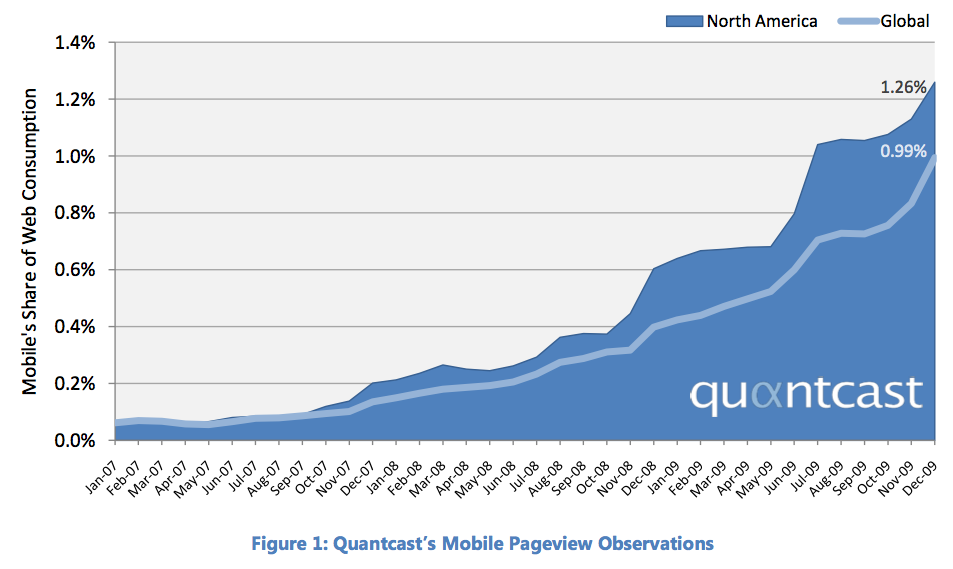 North America Global
1.4%
1.2%
1.0%
0.8%
0.6%
0.4%
0.2%
0.0%
Mobile's Share of Web Consumption
1.26%
0.99%
quantcast
Jan-07
Feb-07
Mar-07
Apr-07
May-07
Jun-07
Jul-07
Aug-07
Sep-07
Oct-07
Nov-07
Dec-07
Jan-08
Feb-08
Mar-08
Apr-08
May-08
Jun-08
Jul-08
Aug-08
Sep-08
Oct-08
Nov-08
Dec-08
Jan-09
Feb-09
Mar-09
Apr-09
May-09
Jun-09
Jul-09
Aug-09
Sep-09
Oct-09
Nov-09
Dec-09
Figure 1: Quantcast’s Mobile Pageview Observations